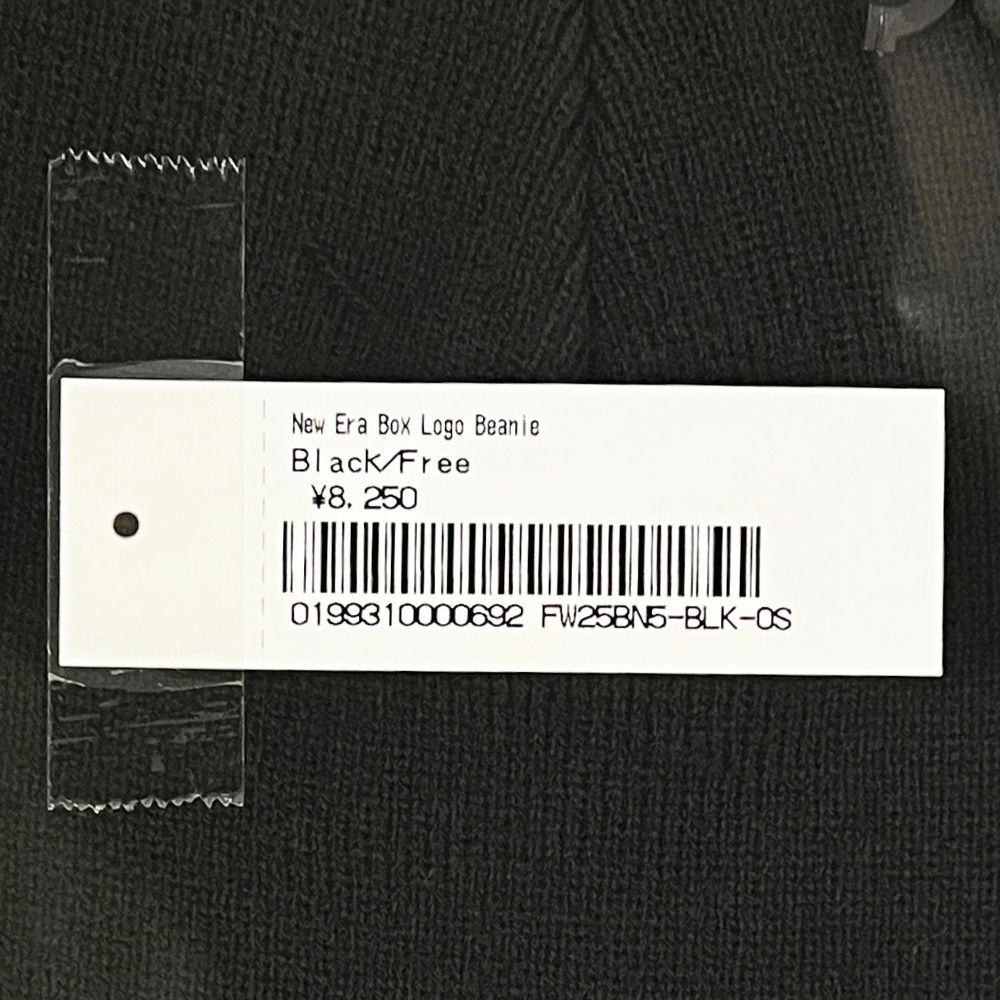 New Era Box Logo Beanie
Black/Free
¥8,250
0199310000692 FW25BN5-BLK-OS